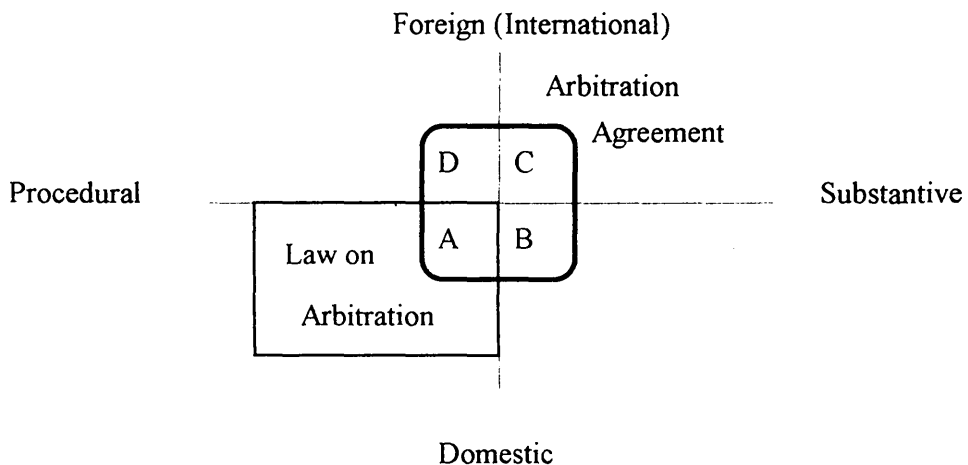 Foreign (International)
Arbitration
Agreement
D C
Procedural Substantive
A B
Law on
Arbitration
Domestic